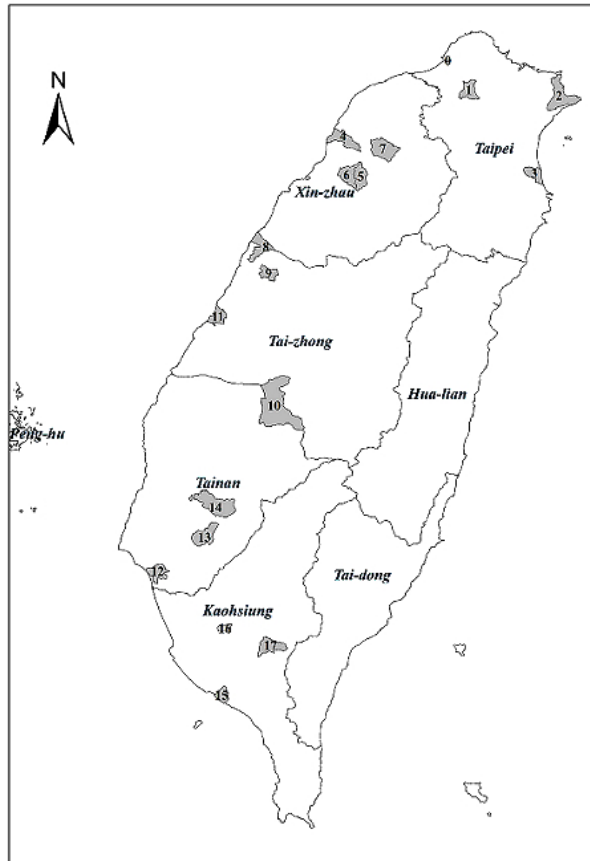 N
0
1
2
4
7
Taipei
6
5
3
Xin-zhau
8
9
11
Tai-zhong
Hua-lian
10
Peng-hu
Tainan
14
13
12
Tai-dong
Kaohsiung
16
17
15